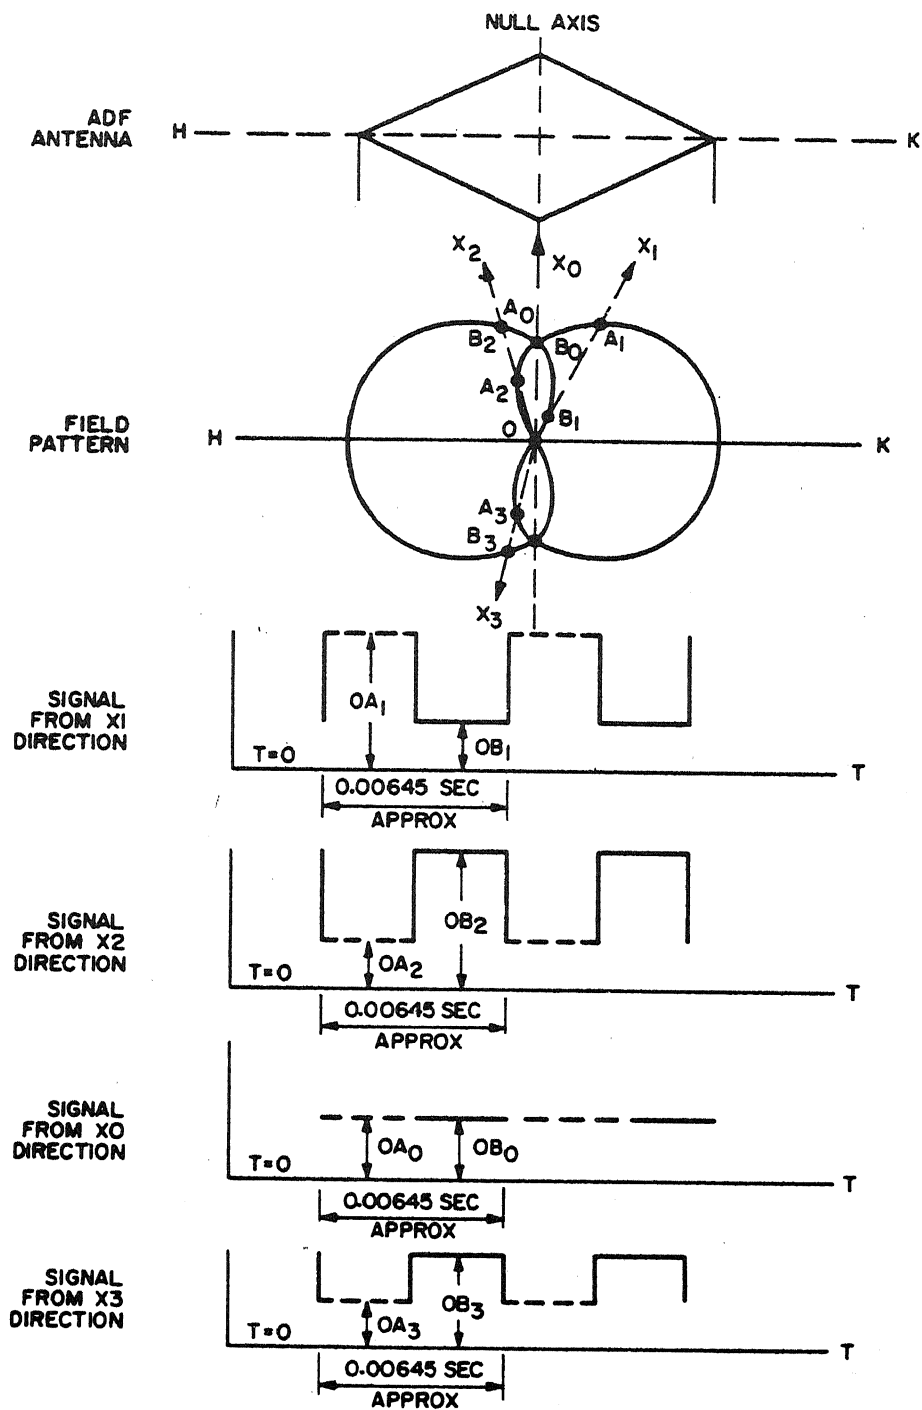 NULL AXIS
ADF
ANTENNA
H
K
X2
X0
X1
A0
B2
B0
A1
A2
B1
FIELD
PATTERN
H
O
K
A3
B3
X3
SIGNAL
FROM X1
DIRECTION
OA1
OB1
T=0
T
0.00645 SEC
APPROX
SIGNAL
FROM X2
DIRECTION
OB2
OA2
T=0
T
0.00645 SEC
APPROX
SIGNAL
FROM X0
DIRECTION
OA0
OB0
T=0
T
0.00645 SEC
APPROX
SIGNAL
FROM X3
DIRECTION
OB3
OA3
T=0
T
0.00645 SEC
APPROX